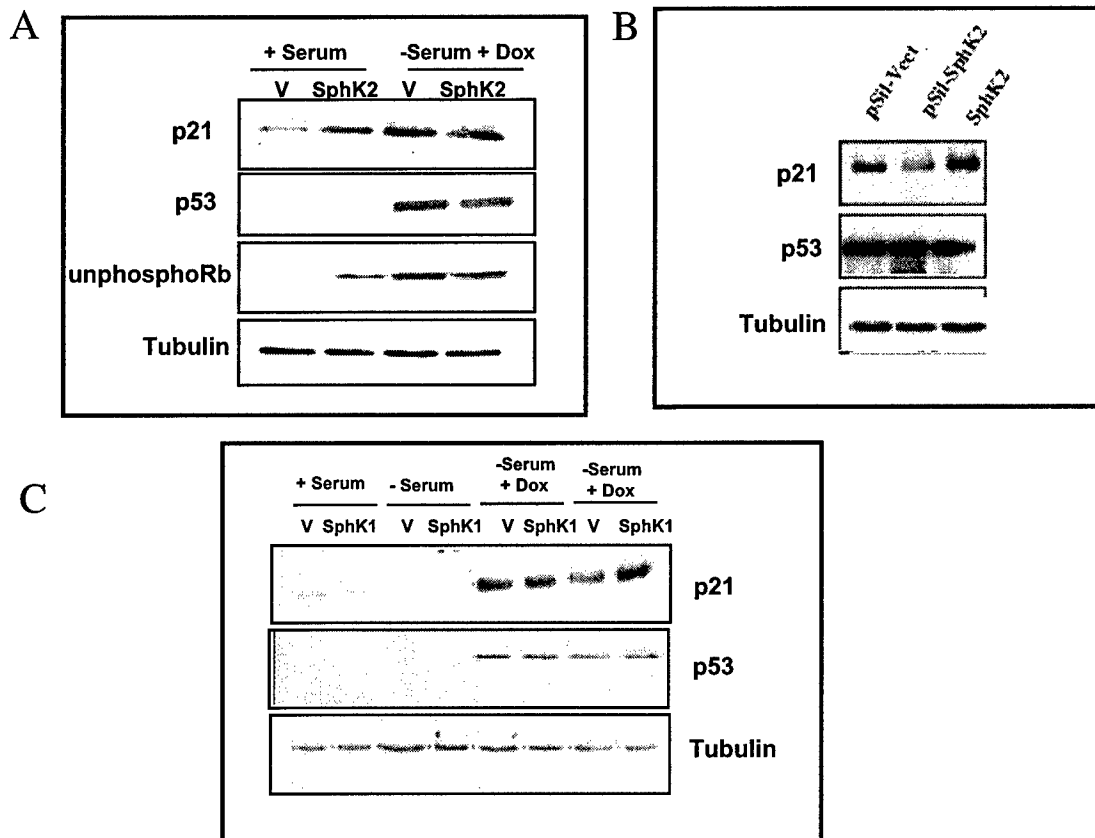 A
+ Serum -Serum + Dox
V SphK2 V SphK2
p21
p53
unphosphoRb
Tubulin
B
pSil-Vect pSil-SphK2 SphK2
p21
p53
Tubulin
C
+ Serum - Serum -Serum + Dox -Serum + Dox
V SphK1 V SphK1 V SphK1 V SphK1
p21
p53
Tubulin